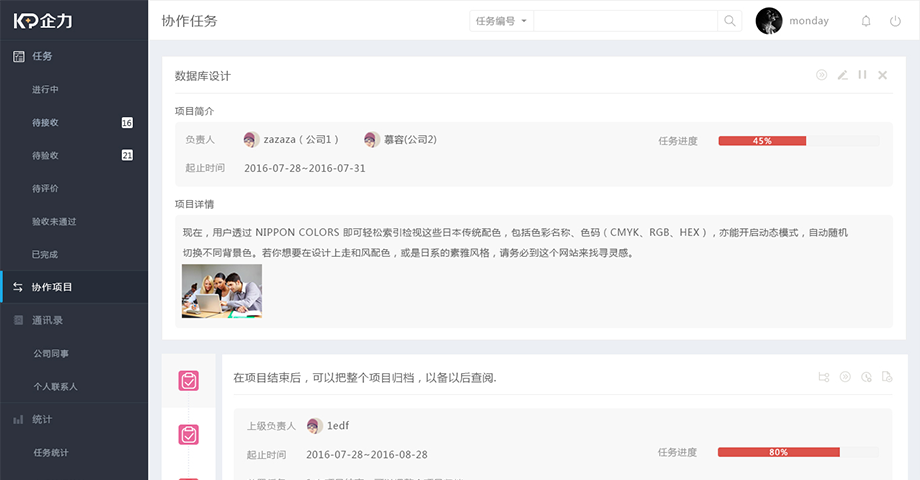 KP企力
协作任务
任务编号
monday
任务
进行中
待接收 16
待验收 21
待评价
验收未通过
已完成
协作项目
通讯录
公司同事
个人联系人
统计
任务统计
数据库设计
项目简介
负责人 zazaza ( 公司1 ) 慕容(公司2) 任务进度 45%
起止时间 2016-07-28~2016-07-31
项目详情
现在，用户透过 NIPPON COLORS 即可轻松索引检视这些日本传统配色，包括色彩名称、色码（CMYK、RGB、HEX），亦能开启动态模式，自动随机
切换不同背景色。若你想要在设计上走和风配色，或是日系的素雅风格，请务必到这个网站来找寻灵感。
在项目结束后，可以把整个项目归档，以备以后查阅.
上级负责人 1edf
起止时间 2016-07-28~2016-08-28 任务进度 80%